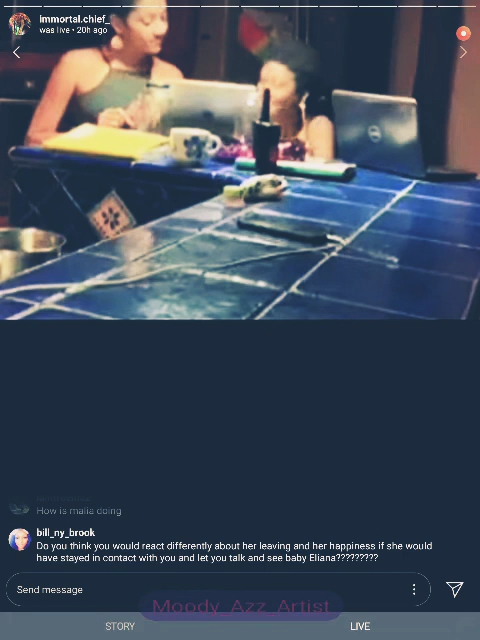 immortal.chief_
was live • 20h ago
DELL
How is malia doing
bill_ny_brook
Do you think you would react differently about her leaving and her happiness if she would
have stayed in contact with you and let you talk and see baby Eliana?????????
Send message
Moody_Azz_Artist
STORY
LIVE